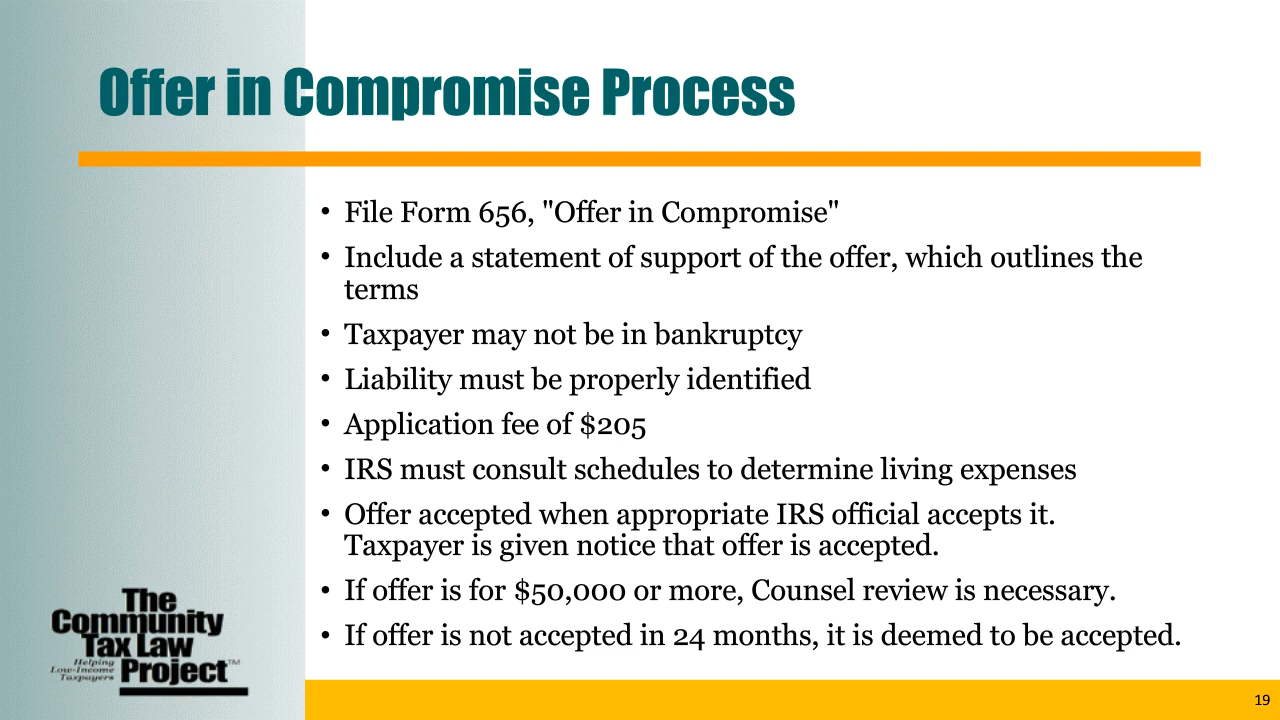 Offer in Compromise Process
• File Form 656, "Offer in Compromise"
• Include a statement of support of the offer, which outlines the
terms
• Taxpayer may not be in bankruptcy
• Liability must be properly identified
• Application fee of $205
• IRS must consult schedules to determine living expenses
• Offer accepted when appropriate IRS official accepts it.
Taxpayer is given notice that offer is accepted.
• If offer is for $50,000 or more, Counsel review is necessary.
• If offer is not accepted in 24 months, it is deemed to be accepted.
The
Community
Tax Law
Helping
Low-Income
Taxpayers
Project™
19